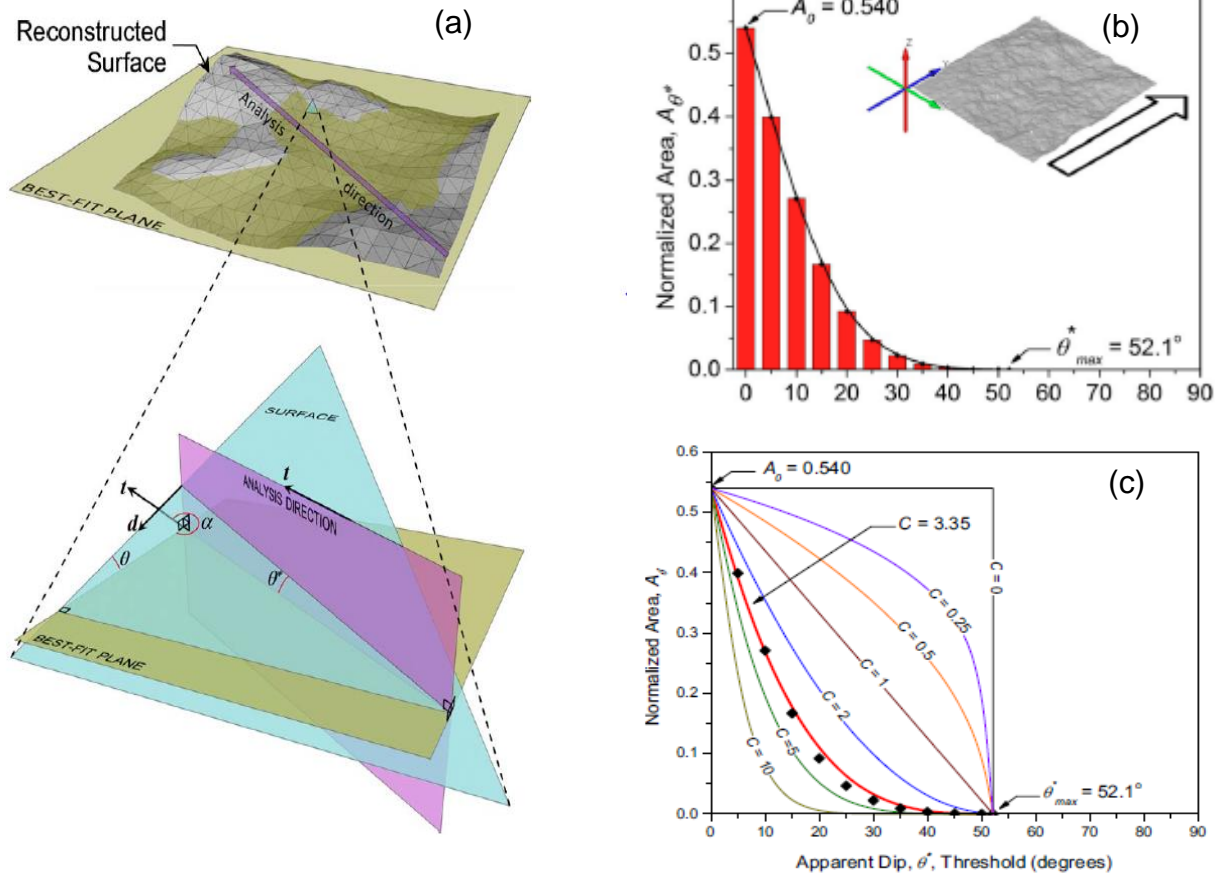 (a)
Reconstructed
Surface
Analysis
direction
BEST-FIT PLANE
SURFACE
t
ANALYSIS DIRECTION
t
d
α
θ
θ*
BEST-FIT PLANE
(b)
A₀ = 0.540
z
Normalized Area, Aθ*
0.5
0.4
0.3
0.2
0.1
0.0
θ*max = 52.1°
0 10 20 30 40 50 60 70 80 90
(c)
A₀ = 0.540
C = 3.35
C = 0
C = 0.25
C = 0.5
C = 1
C = 2
C = 5
C = 10
θ*max = 52.1°
Normalized Area, Aθ
0.6
0.5
0.4
0.3
0.2
0.1
0.0
0 10 20 30 40 50 60 70 80 90
Apparent Dip, θ*, Threshold (degrees)